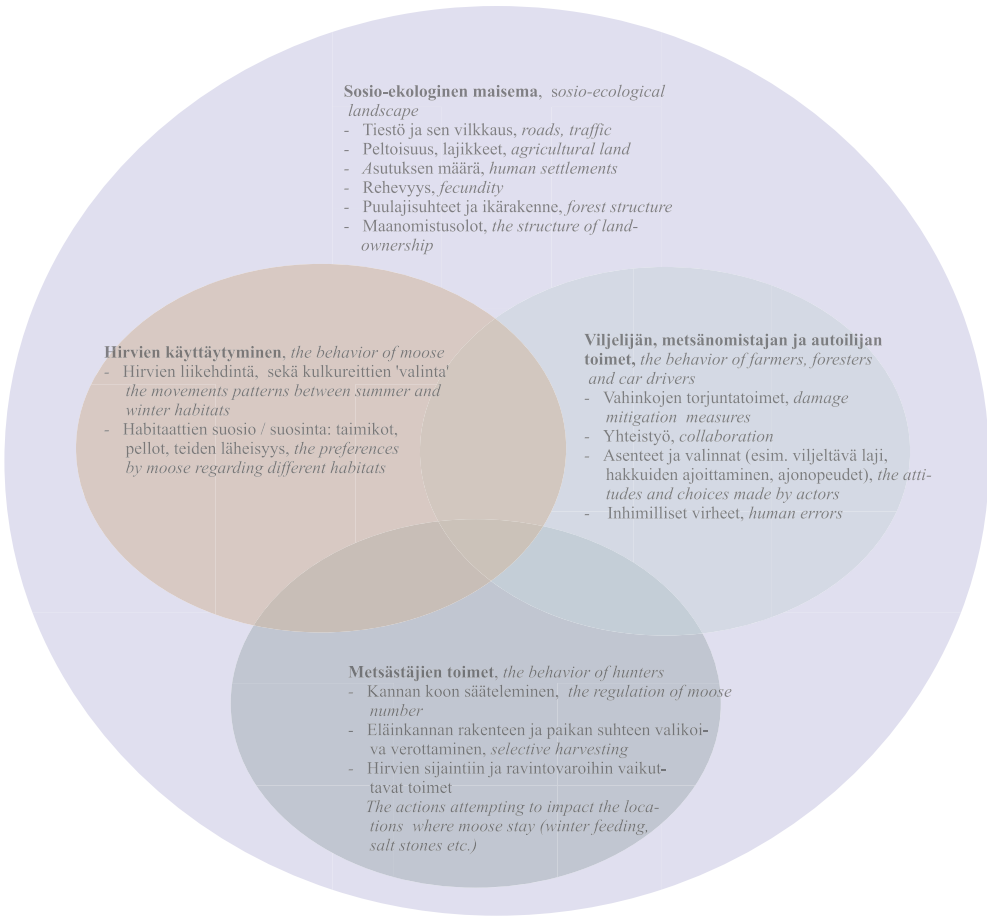 Sosio-ekologinen maisema, sosio-ecological
landscape
- Tiestö ja sen vilkkaus, roads, traffic
- Peltoisuus, lajikkeet, agricultural land
- Asutuksen määrä, human settlements
- Rehevyys, fecundity
- Puulajisuhteet ja ikärakenne, forest structure
- Maanomistusolot, the structure of land-
ownership
Hirvien käyttäytyminen, the behavior of moose
- Hirvien liikehdintä, sekä kulkureittien 'valinta'
the movements patterns between summer and
winter habitats
- Habitaattien suosio / suosinta: taimikot,
pellot, teiden läheisyys, the preferences
by moose regarding different habitats
Viljelijän, metsänomistajan ja autoilijan
toimet, the behavior of farmers, foresters
and car drivers
- Vahinkojen torjuntatoimet, damage
mitigation measures
- Yhteistyö, collaboration
- Asenteet ja valinnat (esim. viljeltävä laji,
hakkuiden ajoittaminen, ajonopeudet), the atti-
tudes and choices made by actors
- Inhimilliset virheet, human errors
Metsästäjien toimet, the behavior of hunters
- Kannan koon sääteleminen, the regulation of moose
number
- Eläinkannan rakenteen ja paikan suhteen valikoi-
va verottaminen, selective harvesting
- Hirvien sijaintiin ja ravintovaroihin vaikut-
tavat toimet
The actions attempting to impact the loca-
tions where moose stay (winter feeding,
salt stones etc.)